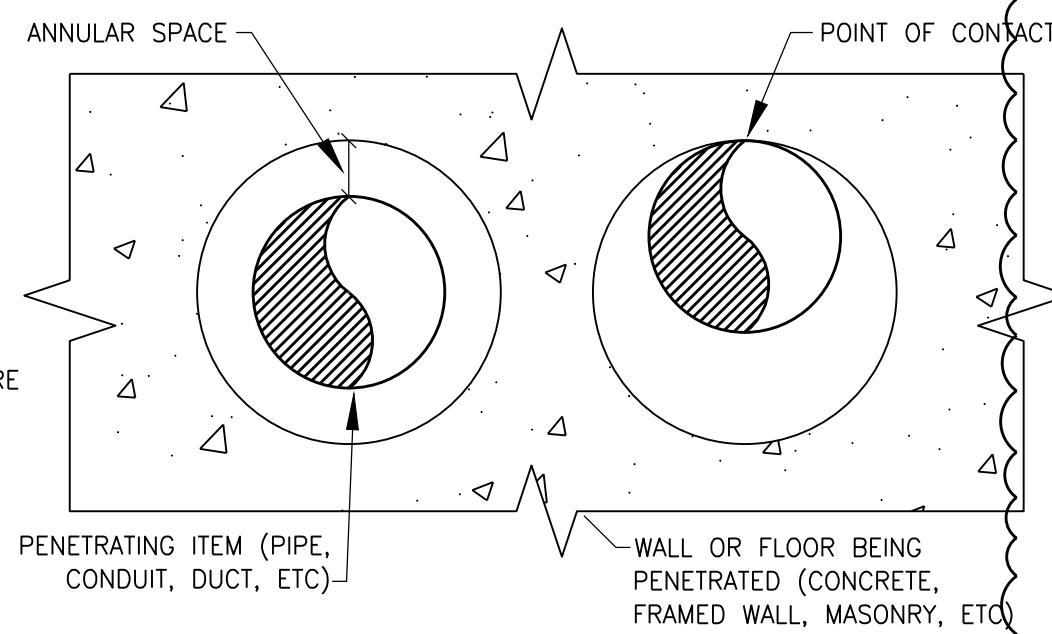 ANNULAR SPACE
POINT OF CONTACT
RE
PENETRATING ITEM (PIPE,
CONDUIT, DUCT, ETC)
WALL OR FLOOR BEING
PENETRATED (CONCRETE,
FRAMED WALL, MASONRY, ETC)